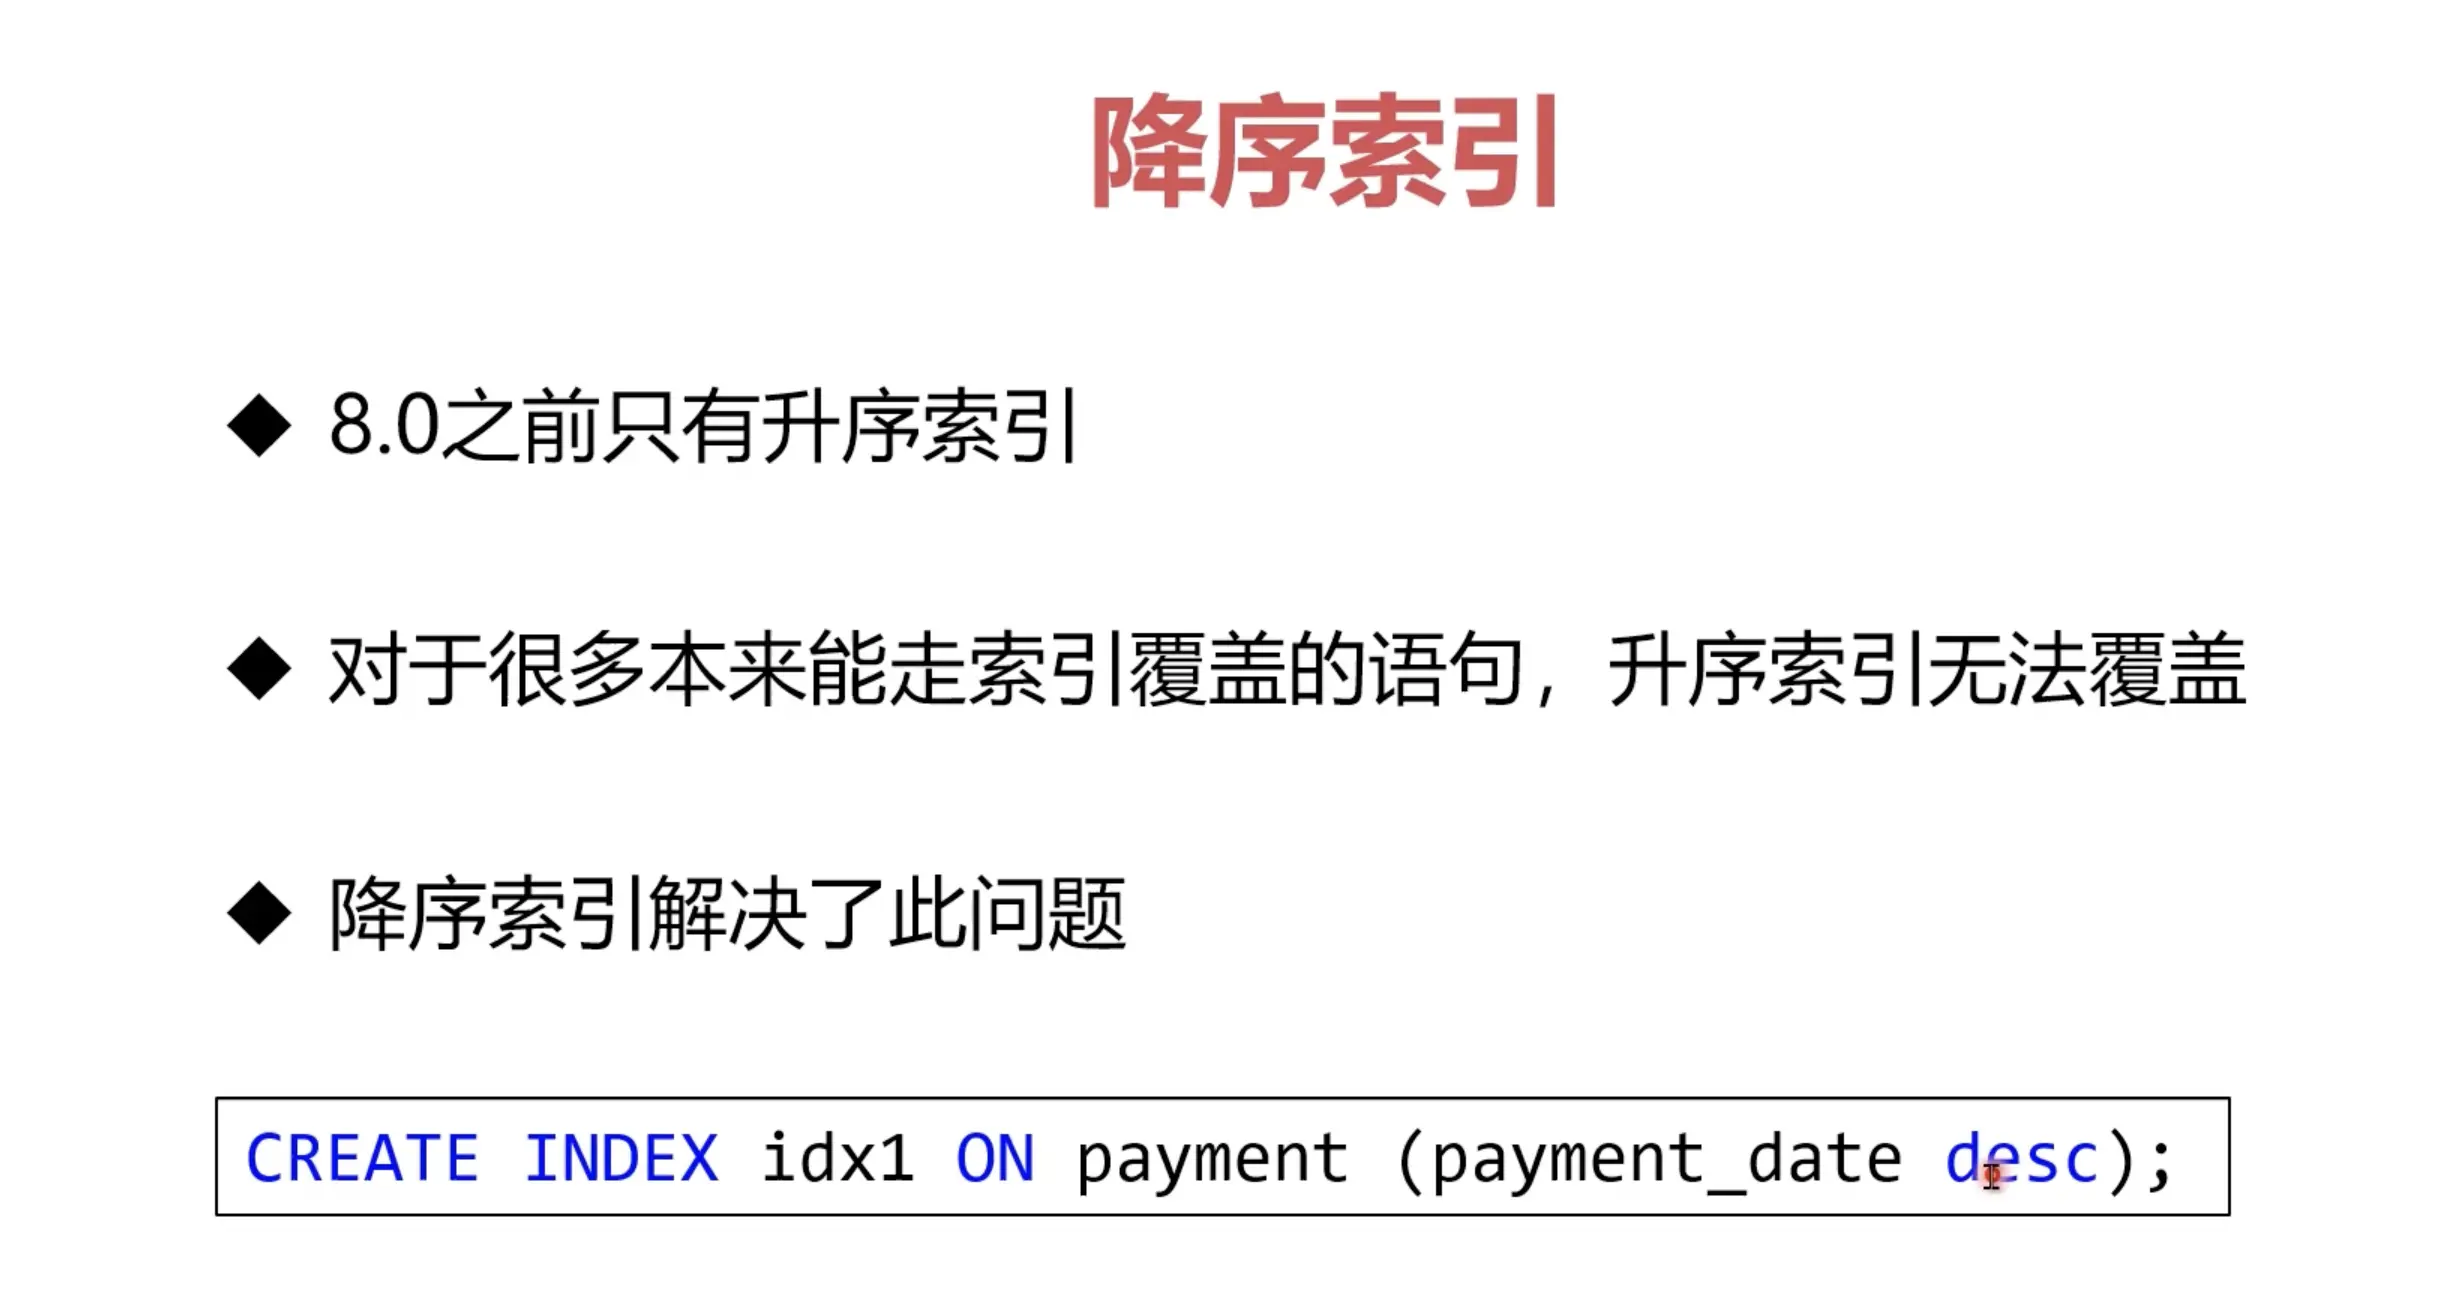 降序索引
8.0之前只有升序索引
对于很多本来能走索引覆盖的语句，升序索引无法覆盖
降序索引解决了此问题
CREATE INDEX idx1 ON payment (payment_date desc);